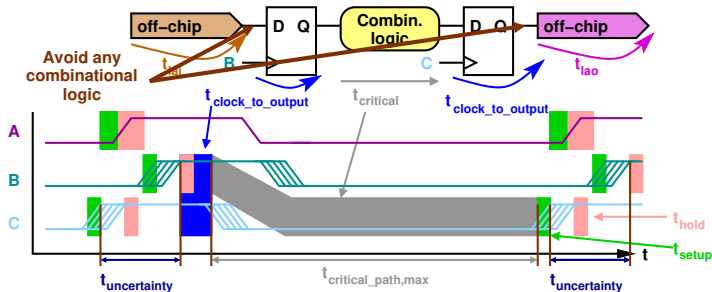 off-chip
D Q
Combin.
logic
D Q
off-chip
Avoid any
combinational
logic
B
C
t_lao
t_clock_to_output
t_critical
t_clock_to_output
A
B
C
t_hold
t_setup
t
t_uncertainty
t_critical_path,max
t_uncertainty